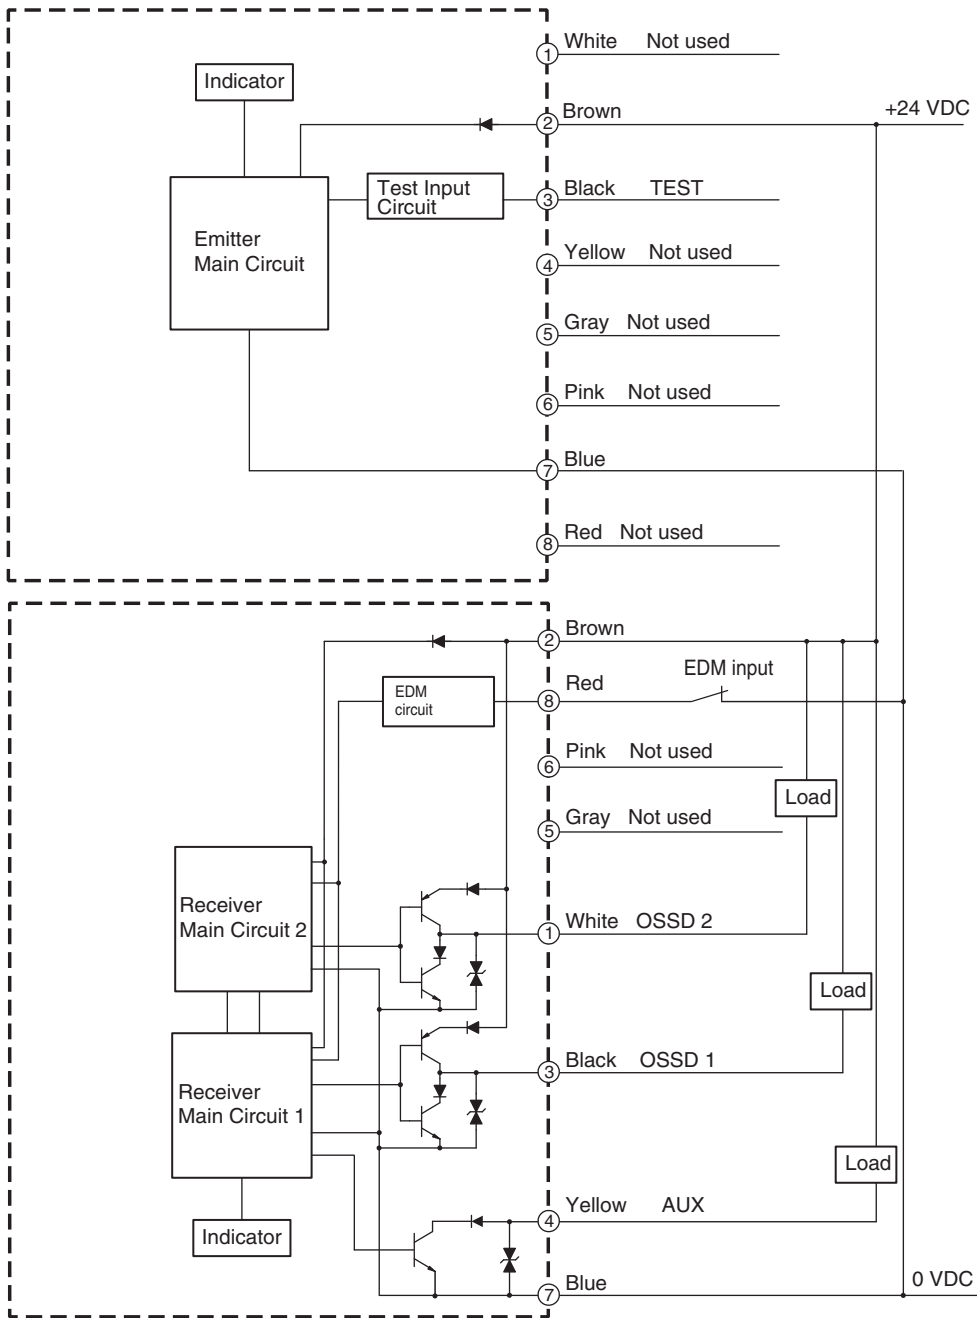 1 White Not used
Indicator
2 Brown +24 VDC
Test Input
Circuit
3 Black TEST
Emitter
Main Circuit
4 Yellow Not used
5 Gray Not used
6 Pink Not used
7 Blue
8 Red Not used
2 Brown
EDM
circuit
8 Red EDM input
6 Pink Not used
Load
5 Gray Not used
Receiver
Main Circuit 2
1 White OSSD 2
Load
3 Black OSSD 1
Receiver
Main Circuit 1
Load
4 Yellow AUX
Indicator
7 Blue 0 VDC